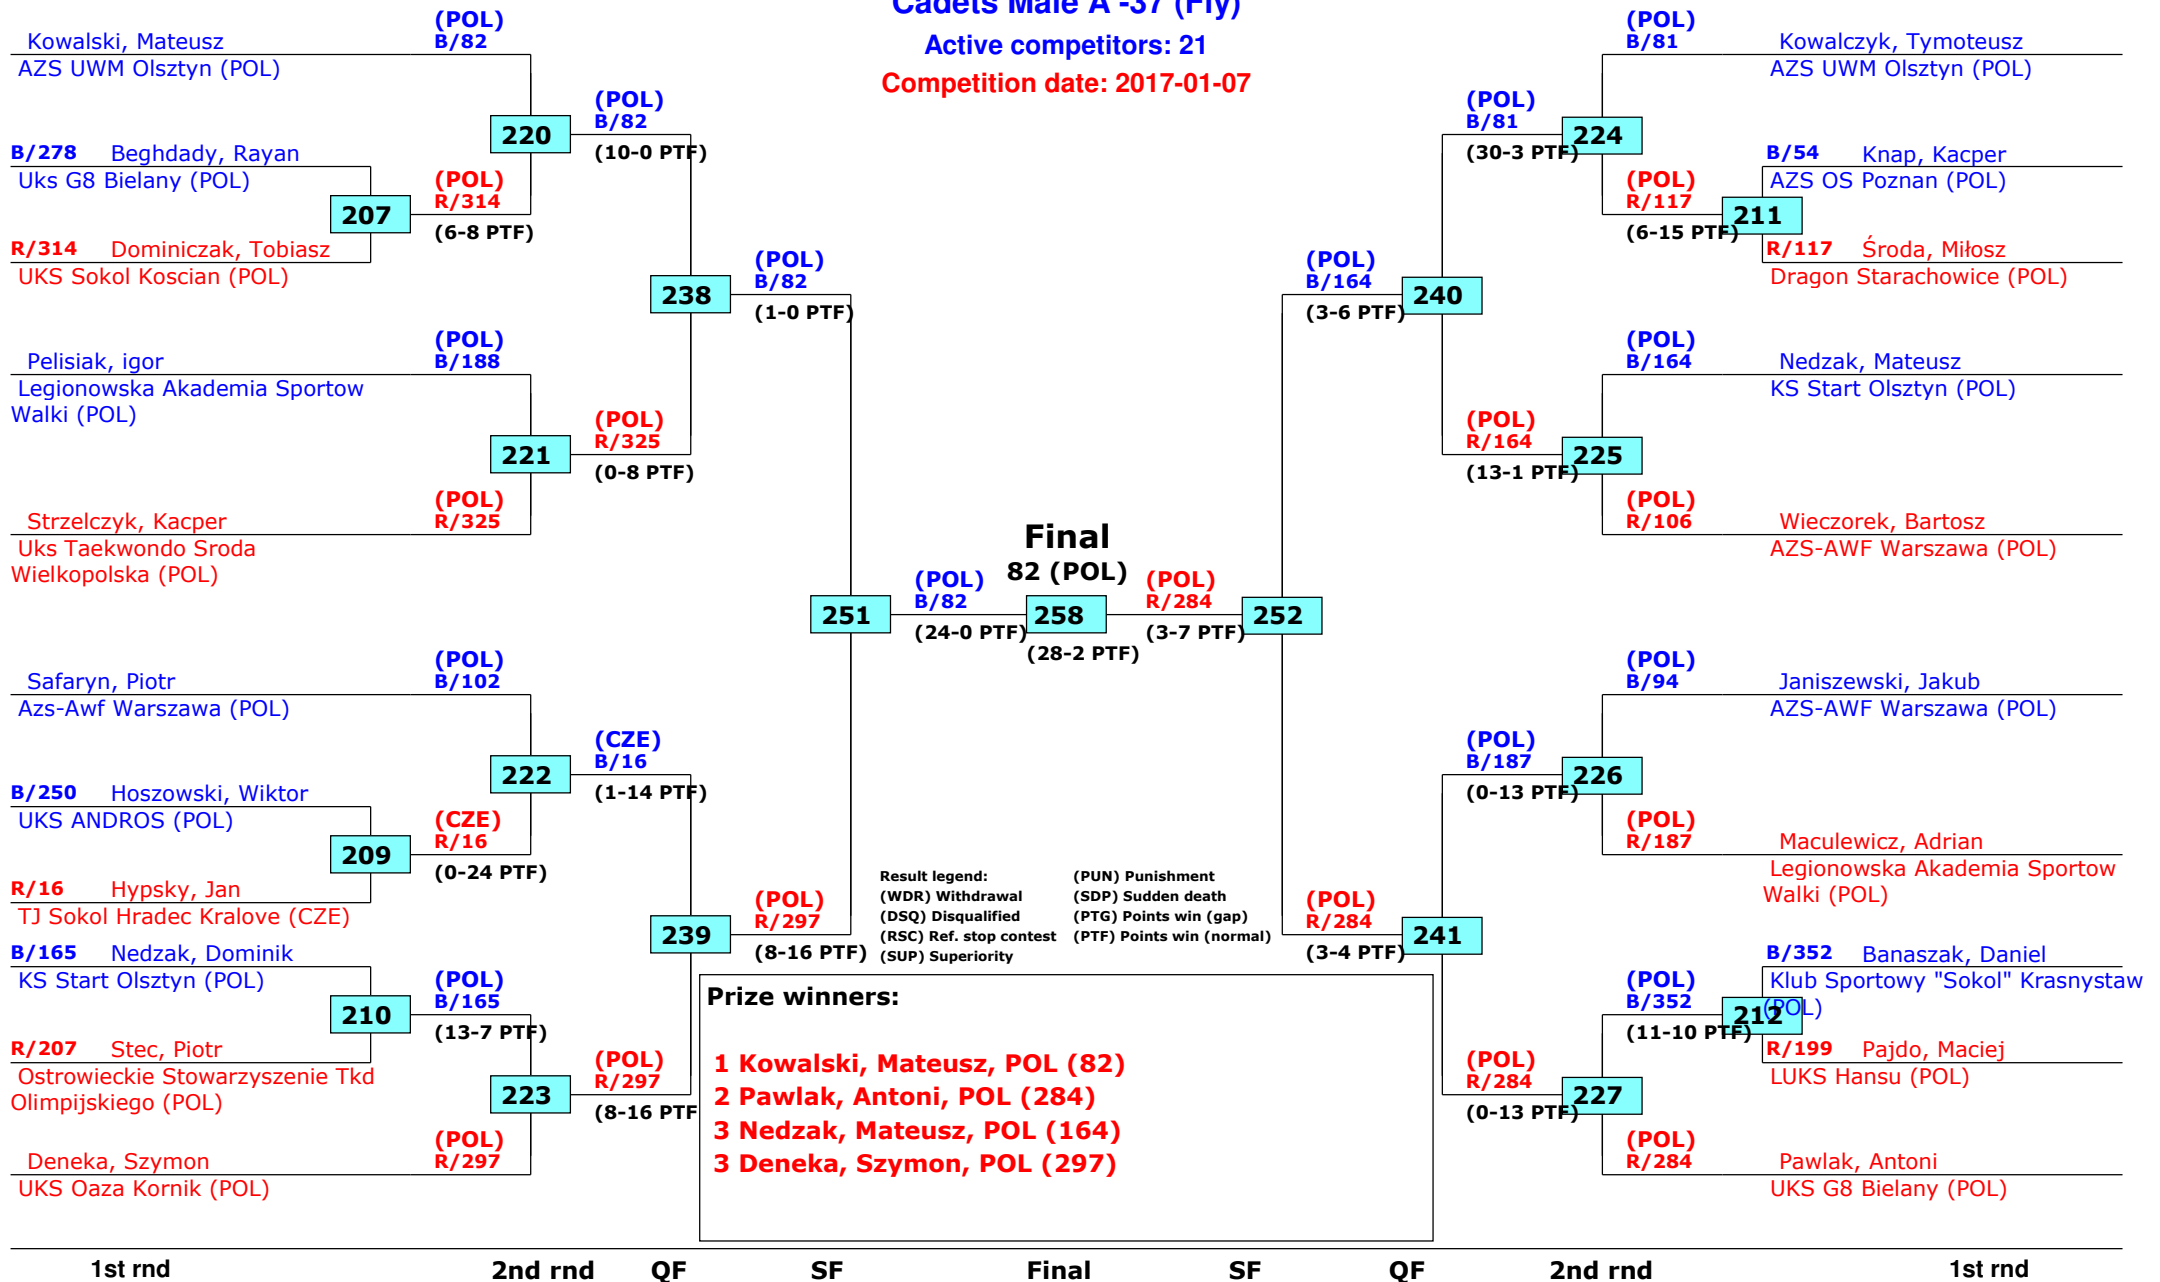 Cadets Male A -37 (Fly)
Active competitors: 21
Competition date: 2017-01-07
Kowalski, Mateusz
AZS UWM Olsztyn (POL)
(POL)
B/82
B/278 Beghdady, Rayan
Uks G8 Bielany (POL)
R/314 Dominiczak, Tobiasz
UKS Sokol Koscian (POL)
207
(POL)
R/314
(6-8 PTF)
220
(POL)
B/82
(10-0 PTF)
Pelisiak, igor
Legionowska Akademia Sportow
Walki (POL)
(POL)
B/188
Strzelczyk, Kacper
Uks Taekwondo Sroda
Wielkopolska (POL)
(POL)
R/325
221
(POL)
R/325
(0-8 PTF)
238
(POL)
B/82
(1-0 PTF)
Safaryn, Piotr
Azs-Awf Warszawa (POL)
(POL)
B/102
B/250 Hoszowski, Wiktor
UKS ANDROS (POL)
R/16 Hypsky, Jan
TJ Sokol Hradec Kralove (CZE)
209
(CZE)
R/16
(0-24 PTF)
222
(CZE)
B/16
(1-14 PTF)
B/165 Nedzak, Dominik
KS Start Olsztyn (POL)
R/207 Stec, Piotr
Ostrowieckie Stowarzyszenie Tkd
Olimpijskiego (POL)
210
(POL)
B/165
(13-7 PTF)
Deneka, Szymon
UKS Oaza Kornik (POL)
(POL)
R/297
223
(POL)
R/297
(8-16 PTF
239
(POL)
R/297
(8-16 PTF)
251
(POL)
B/82
(24-0 PTF)
Final
82 (POL)
258
(28-2 PTF)
(POL)
R/284
(3-7 PTF)
252
(POL)
B/164
(3-6 PTF)
240
(POL)
B/81
(30-3 PTF)
224
(POL)
B/81
Kowalczyk, Tymoteusz
AZS UWM Olsztyn (POL)
(POL)
R/117
(6-15 PTF)
211
B/54 Knap, Kacper
AZS OS Poznan (POL)
R/117 Środa, Miłosz
Dragon Starachowice (POL)
(POL)
R/164
(13-1 PTF)
225
(POL)
B/164
Nedzak, Mateusz
KS Start Olsztyn (POL)
(POL)
R/106
Wieczorek, Bartosz
AZS-AWF Warszawa (POL)
(POL)
R/284
(3-4 PTF)
241
(POL)
B/187
(0-13 PTF)
226
(POL)
B/94
Janiszewski, Jakub
AZS-AWF Warszawa (POL)
(POL)
R/187
Maculewicz, Adrian
Legionowska Akademia Sportow
Walki (POL)
(POL)
R/284
(0-13 PTF)
227
(POL)
B/352
(11-10 PTF)
212
B/352 Banaszak, Daniel
Klub Sportowy "Sokol" Krasnystaw
(POL)
R/199 Pajdo, Maciej
LUKS Hansu (POL)
(POL)
R/284
Pawlak, Antoni
UKS G8 Bielany (POL)
Result legend:
(WDR) Withdrawal
(DSQ) Disqualified
(RSC) Ref. stop contest
(SUP) Superiority
(PUN) Punishment
(SDP) Sudden death
(PTG) Points win (gap)
(PTF) Points win (normal)
Prize winners:
1 Kowalski, Mateusz, POL (82)
2 Pawlak, Antoni, POL (284)
3 Nedzak, Mateusz, POL (164)
3 Deneka, Szymon, POL (297)
1st rnd 2nd rnd QF SF Final SF QF 2nd rnd 1st rnd